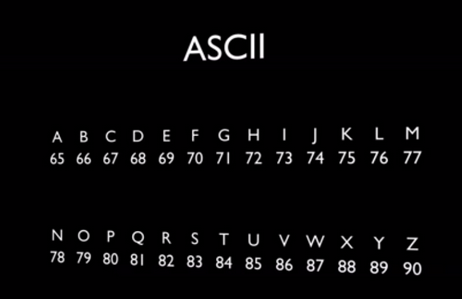 ASCII
A B C D E F G H I J K L M
65 66 67 68 69 70 71 72 73 74 75 76 77
N O P Q R S T U V W X Y Z
78 79 80 81 82 83 84 85 86 87 88 89 90